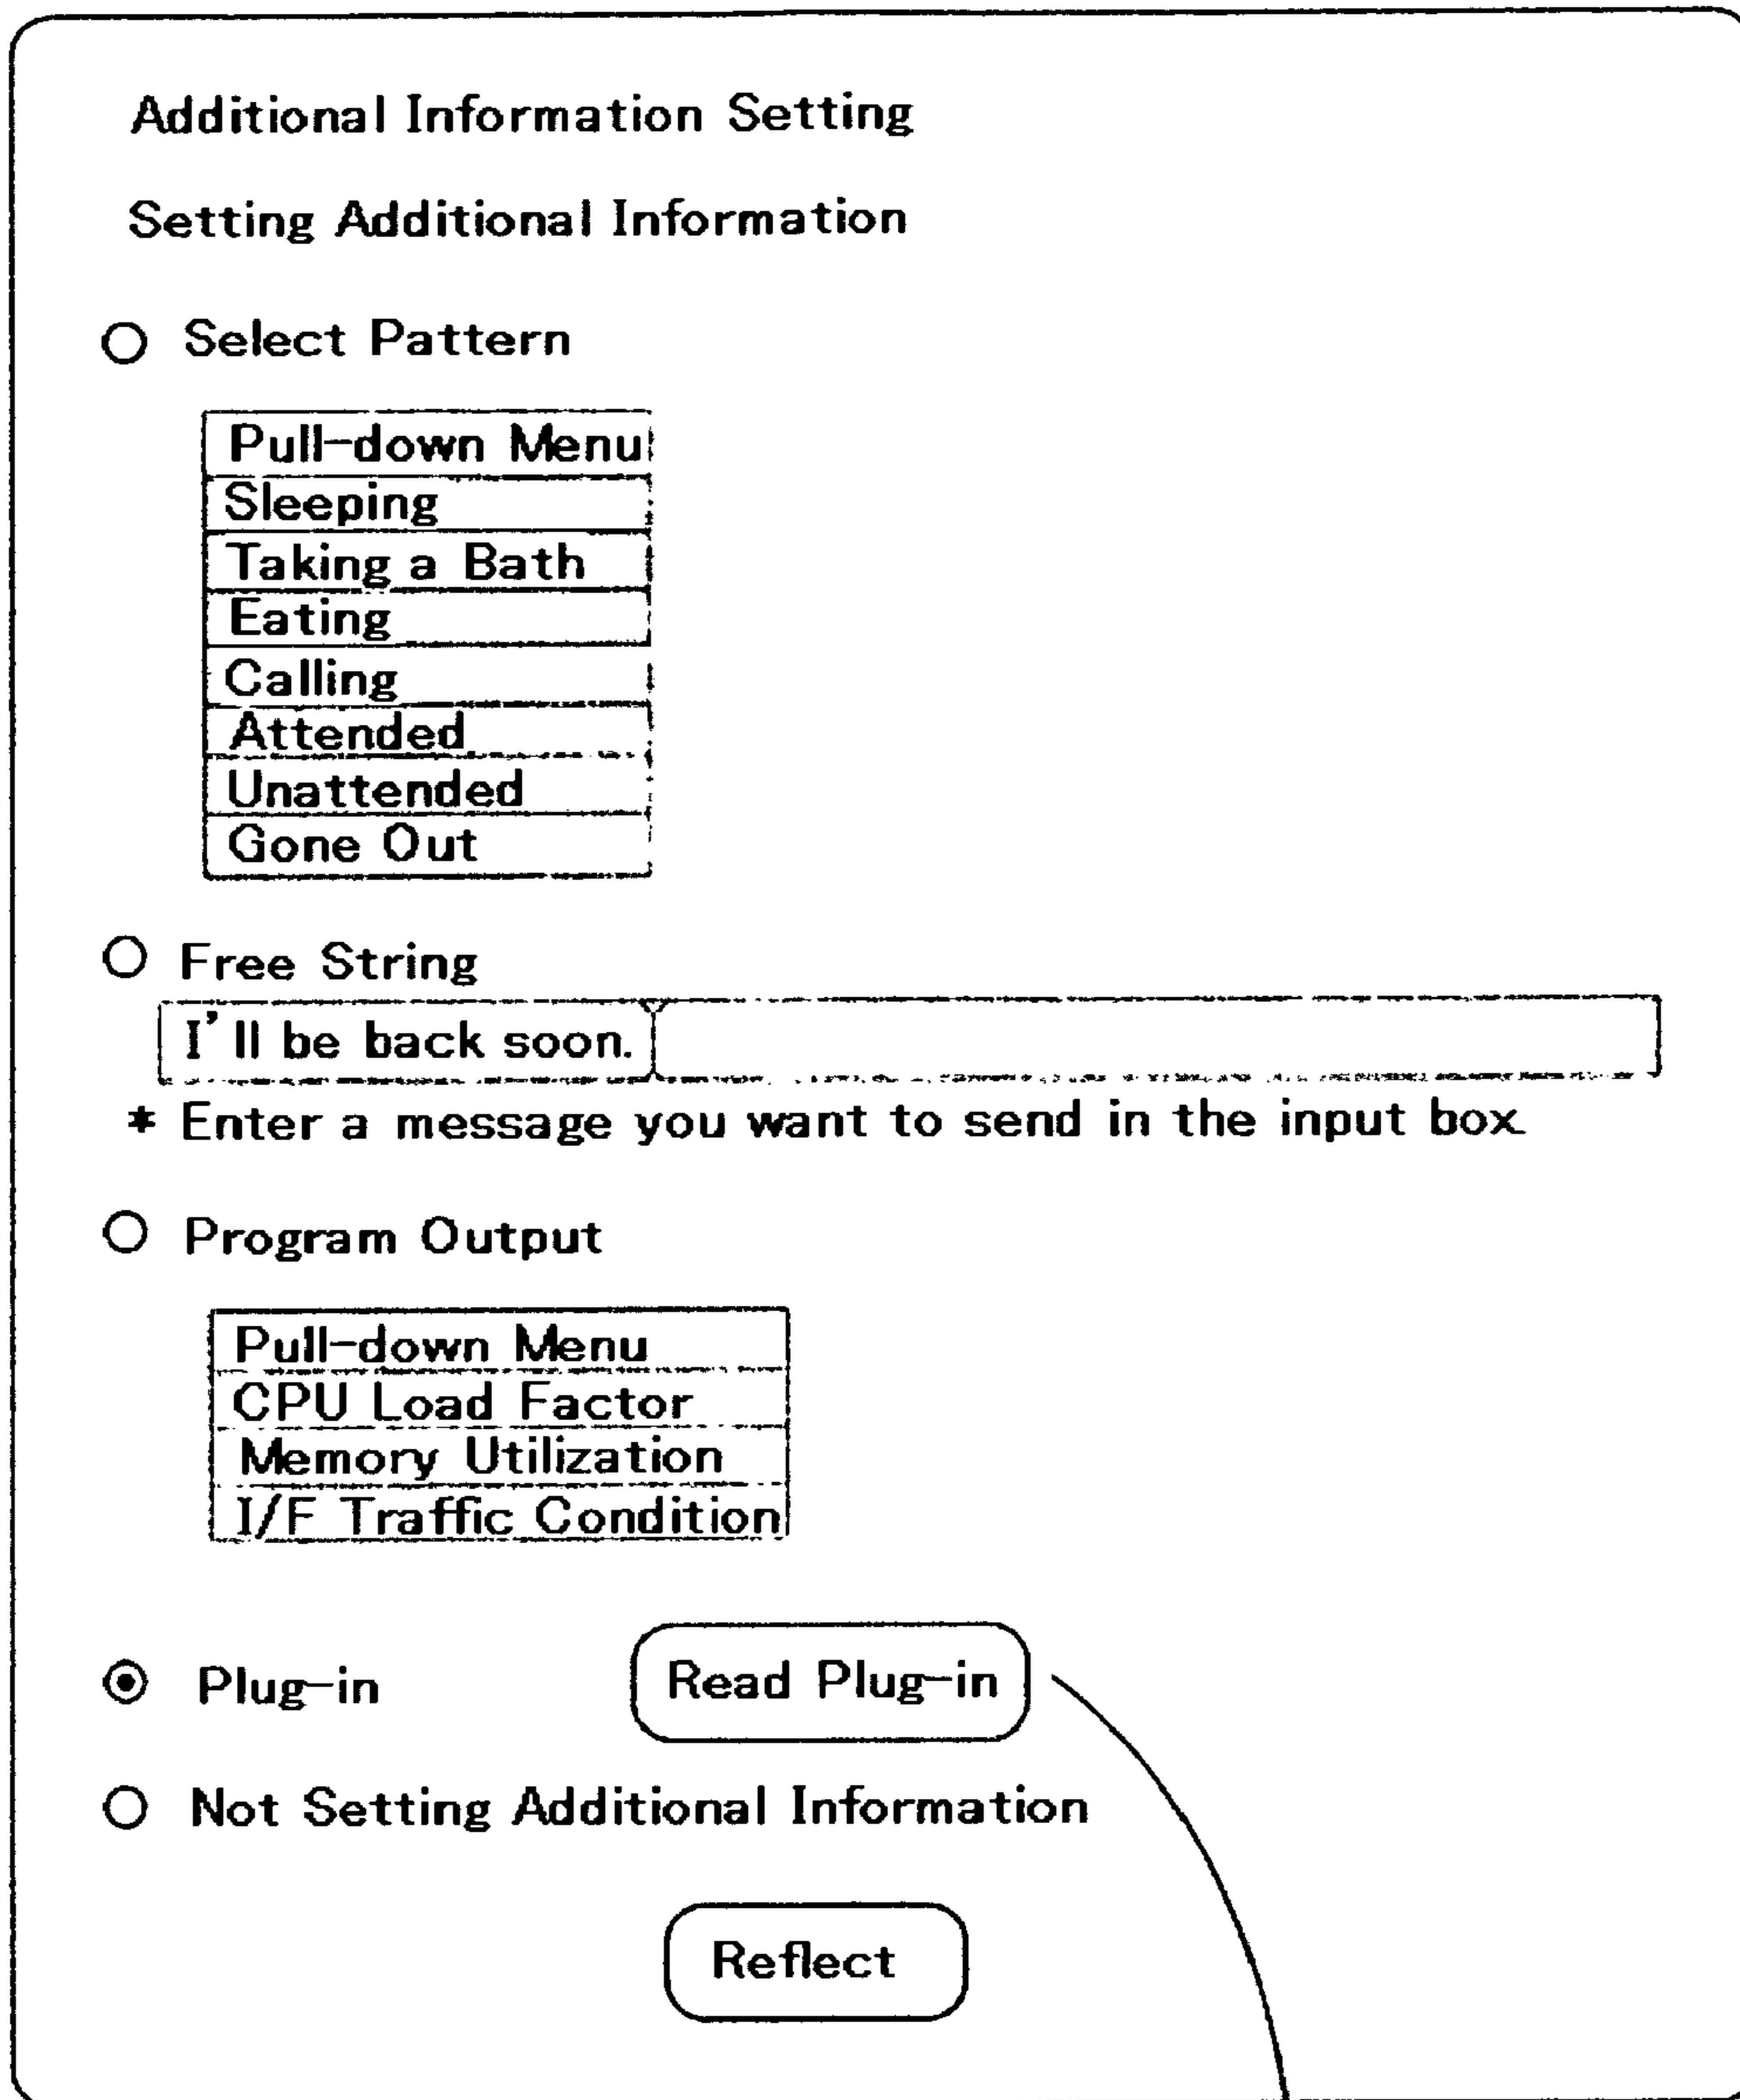 Additional Information Setting
Setting Additional Information
Select Pattern
Pull-down Menu
Sleeping
Taking a Bath
Eating
Calling
Attended
Unattended
Gone Out
Free String
I'll be back soon.
* Enter a message you want to send in the input box.
Program Output
Pull-down Menu
CPU Load Factor
Memory Utilization
I/F Traffic Condition
Plug-in Read Plug-in
Not Setting Additional Information
Reflect